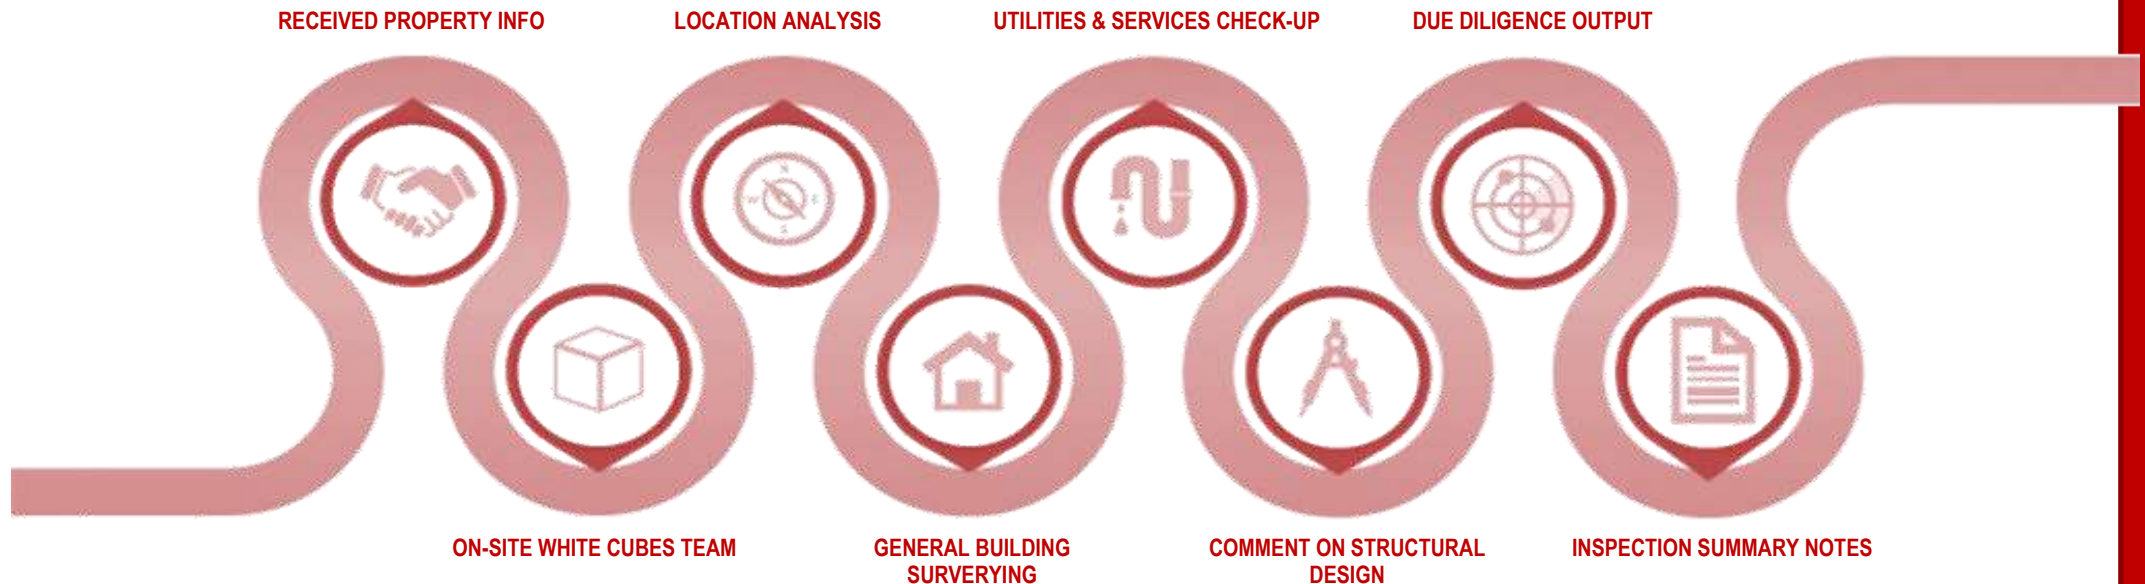 RECEIVED PROPERTY INFO
LOCATION ANALYSIS
UTILITIES & SERVICES CHECK-UP
DUE DILIGENCE OUTPUT
N
W
E
S
ON-SITE WHITE CUBES TEAM
GENERAL BUILDING
SURVERYING
COMMENT ON STRUCTURAL
DESIGN
INSPECTION SUMMARY NOTES